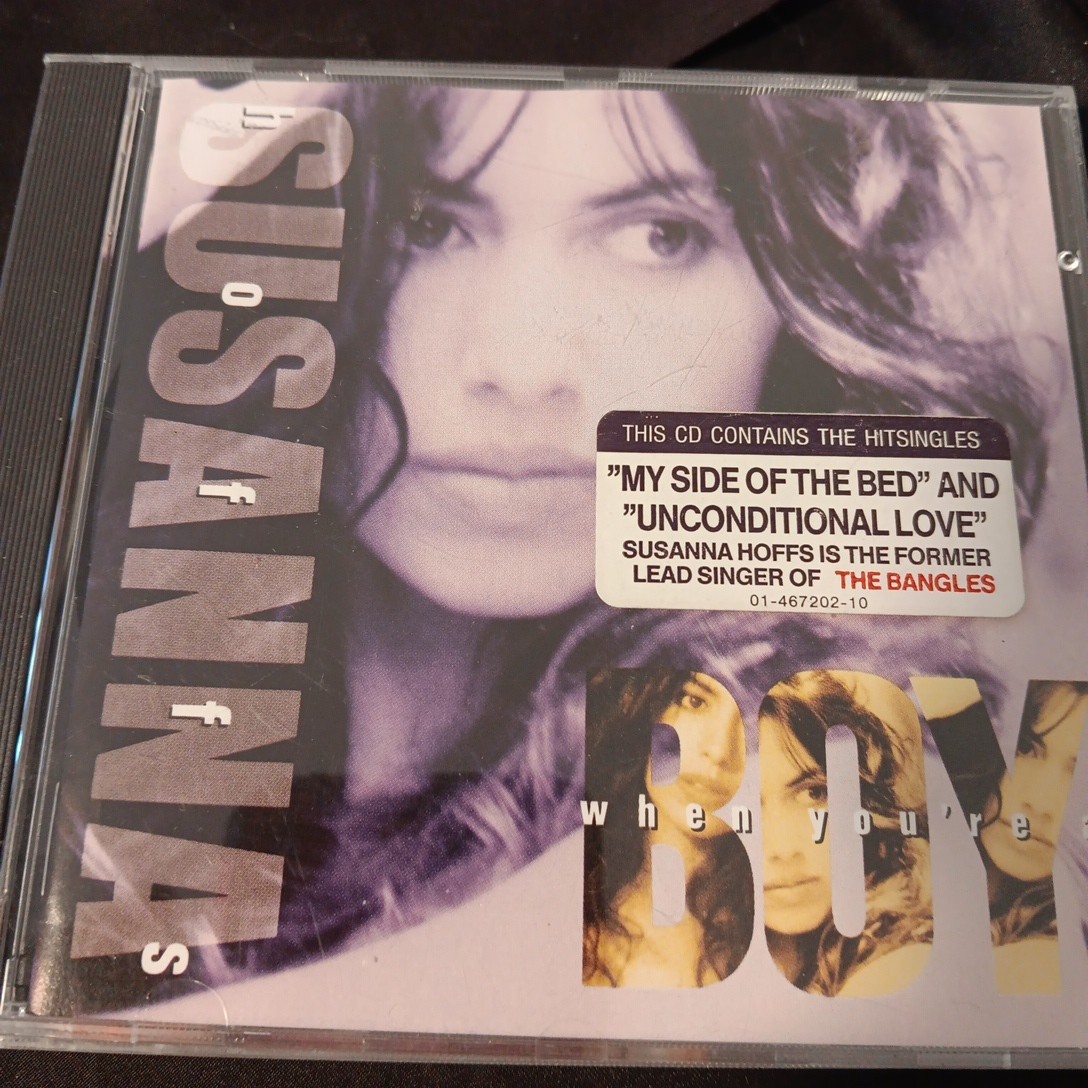 SUSANNA
hoffs
THIS CD CONTAINS THE HITSINGLES
"MY SIDE OF THE BED" AND
"UNCONDITIONAL LOVE"
SUSANNA HOFFS IS THE FORMER
LEAD SINGER OF THE BANGLES
01-467202-10
BOY
when you're